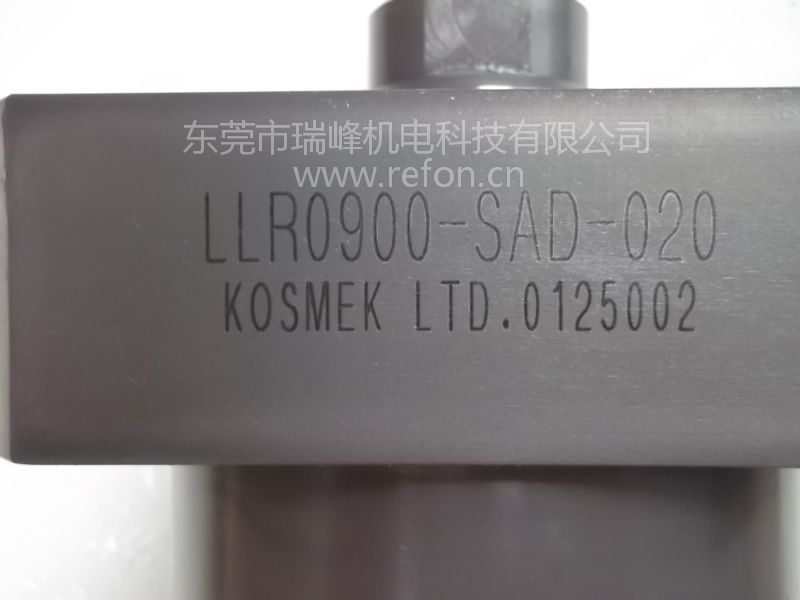 东莞市瑞峰机电科技有限公司
www.refon.cn
LLR0900-SAD-020
KOSMEK LTD.0125002